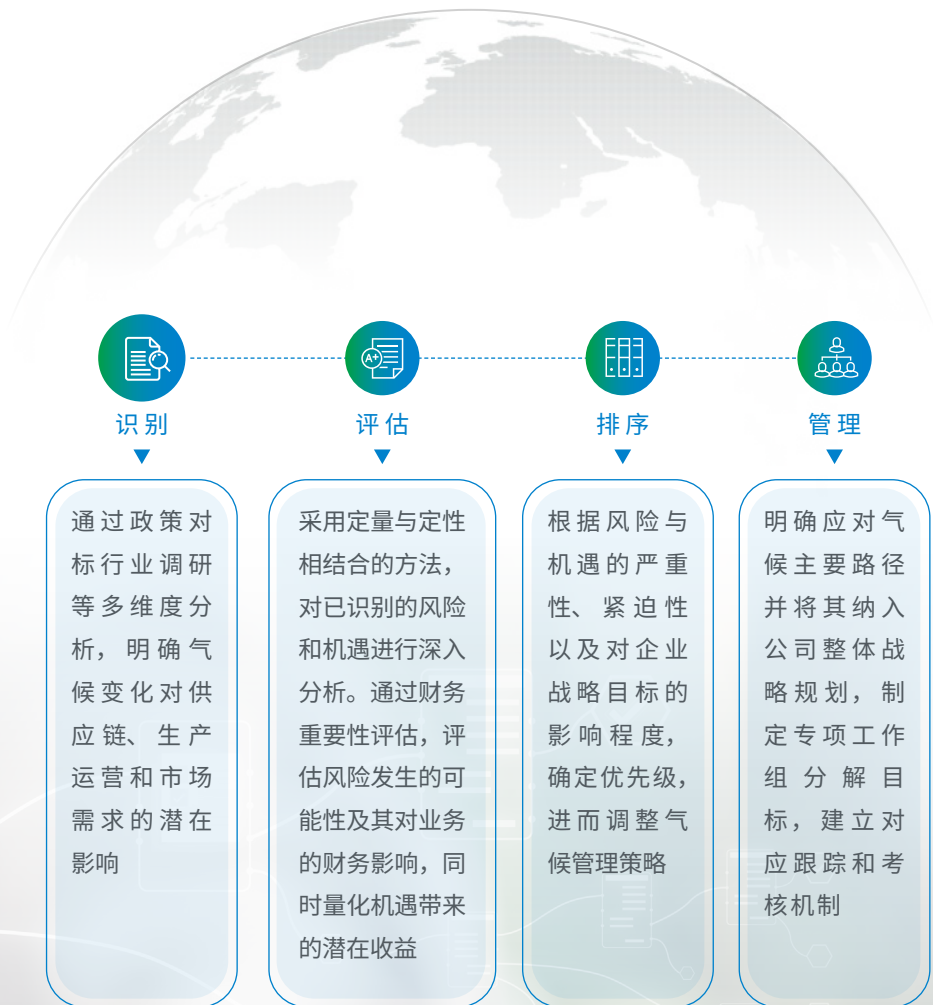 A+
识别
评估
排序
管理
通过政策对
标行业调研
等多维度分
析，明确气
候变化对供
应链、生产
运营和市场
需求的潜在
影响
采用定量与定性
相结合的方法，
对已识别的风险
和机遇进行深入
分析。通过财务
重要性评估，评
估风险发生的可
能性及其对业务
的财务影响，同
时量化机遇带来
的潜在收益
根据风险与
机遇的严重
性、紧迫性
以及对企业
战略目标的
影响程度，
确定优先级，
进而调整气
候管理策略
明确应对气
候主要路径
并将其纳入
公司整体战
略规划，制
定专项工作
组分解目
标，建立对
应跟踪和考
核机制